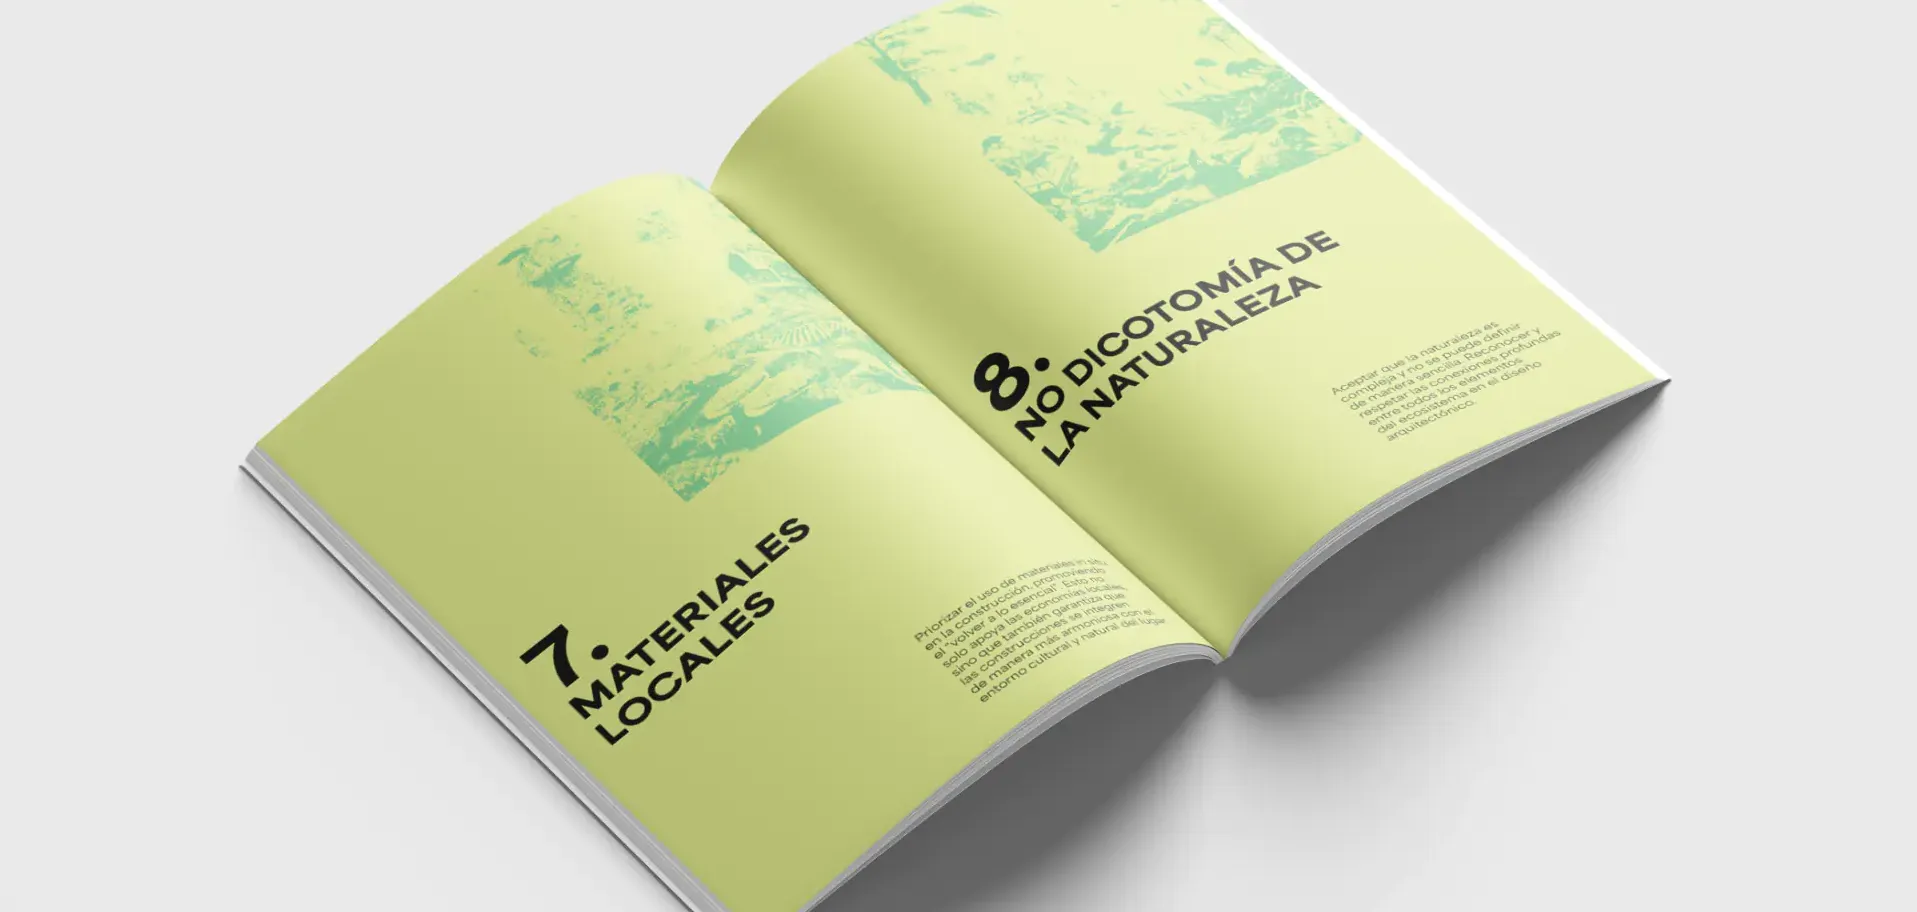 7.
MATERIALES
LOCALES
Priorizar el uso de materiales in situ
en la construcción, promoviendo
el "volver a lo esencial". Esto no
solo apoya las economías locales,
sino que también garantiza que
las construcciones se integren
de manera más armoniosa con el
entorno cultural y natural del lugar
8.
NO DICOTOMÍA DE
LA NATURALEZA
Aceptar que la naturaleza es
compleja y no se puede definir
de manera sencilla. Reconocer y
respetar las conexiones profundas
entre todos los elementos
del ecosistema en el diseño
arquitectónico.